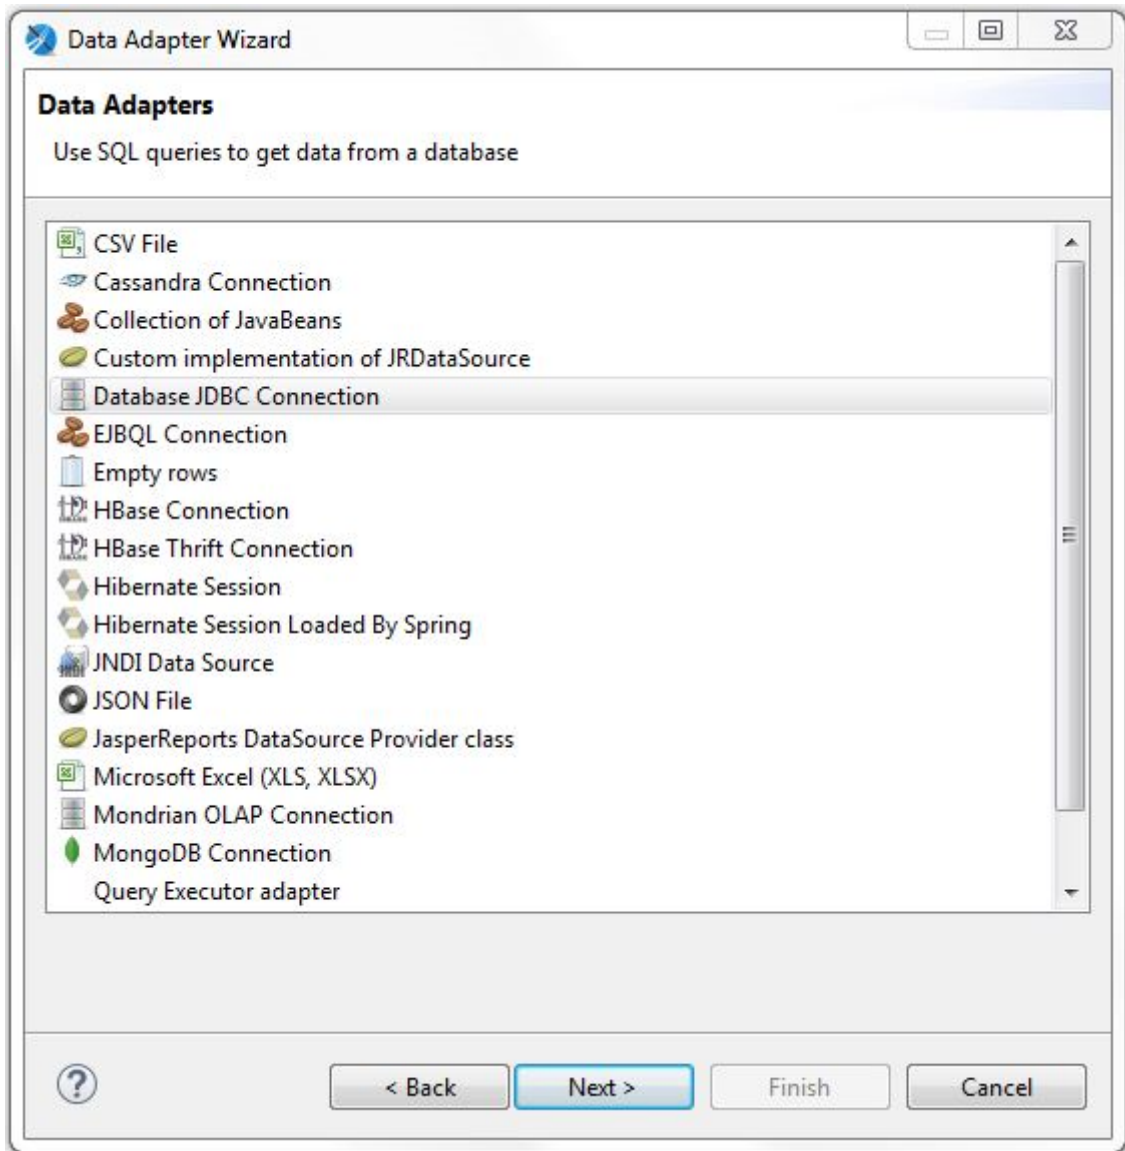 Data Adapter Wizard
Data Adapters
Use SQL queries to get data from a database
CSV File
Cassandra Connection
Collection of JavaBeans
Custom implementation of JRDataSource
Database JDBC Connection
EJBQL Connection
Empty rows
HBase Connection
HBase Thrift Connection
Hibernate Session
Hibernate Session Loaded By Spring
JNDI Data Source
JSON File
JasperReports DataSource Provider class
Microsoft Excel (XLS, XLSX)
Mondrian OLAP Connection
MongoDB Connection
Query Executor adapter
? < Back Next > Finish Cancel